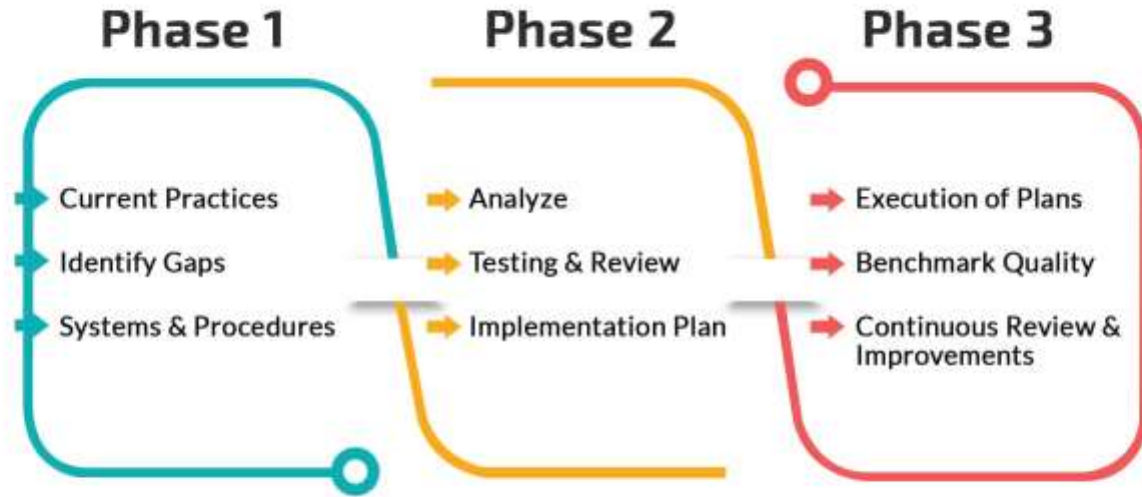 Phase 1
Current Practices
Identify Gaps
Systems & Procedures
Phase 2
Analyze
Testing & Review
Implementation Plan
Phase 3
Execution of Plans
Benchmark Quality
Continuous Review &
Improvements